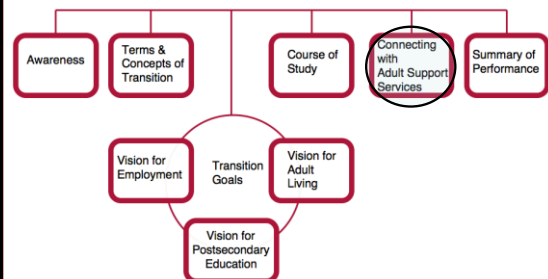 Awareness
Terms &
Concepts of
Transition
Course of
Study
Connecting
with
Adult Support
Services
Summary of
Performance
Vision for
Employment
Transition
Goals
Vision for
Adult
Living
Vision for
Postsecondary
Education